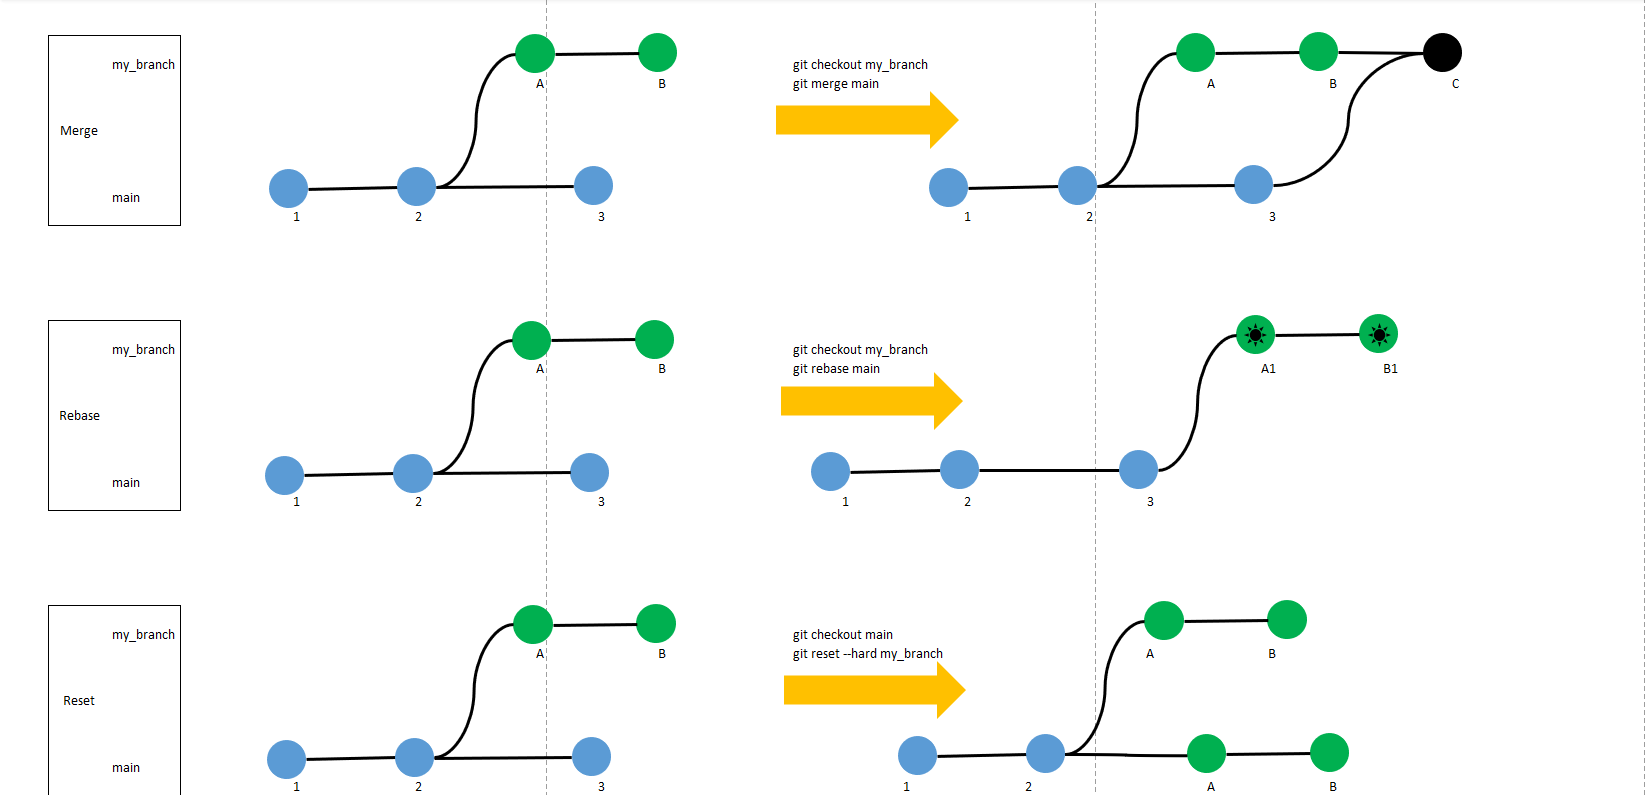 my_branch
git checkout my_branch
git merge main
A
B
A
B
C
Merge
main
1
2
3
1
2
3
my_branch
git checkout my_branch
git rebase main
A
B
A1
B1
Rebase
main
1
2
3
1
2
3
my_branch
git checkout main
git reset --hard my_branch
A
B
A
B
Reset
main
1
2
3
1
2
A
B